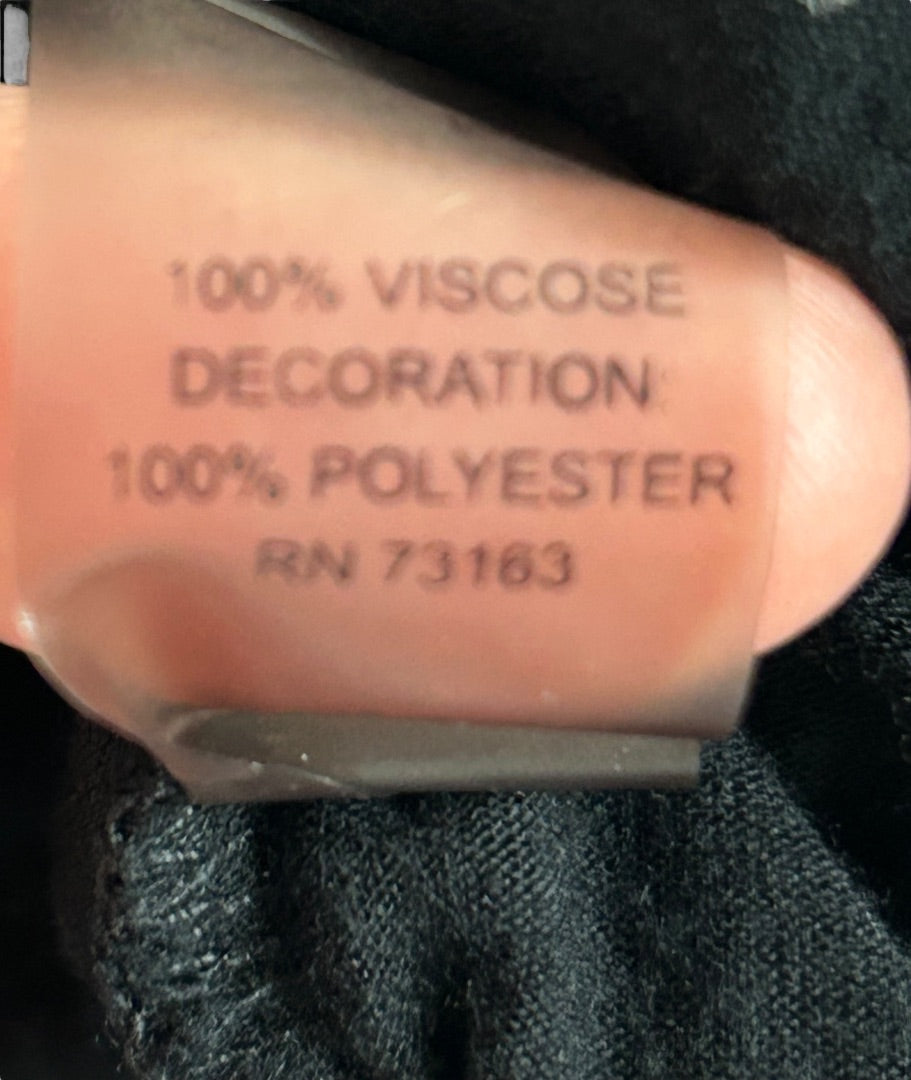 100% VISCOSE
DECORATION:
100% POLYESTER
RN 73163